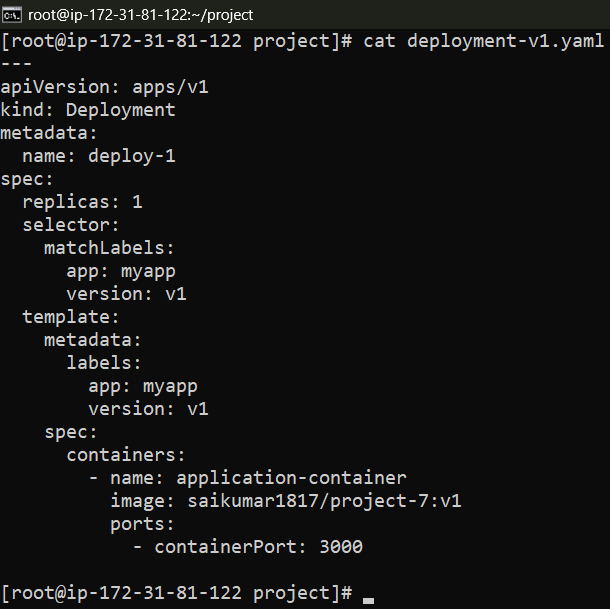 root@ip-172-31-81-122:~/project
[root@ip-172-31-81-122 project]# cat deployment-v1.yaml
---
apiVersion: apps/v1
kind: Deployment
metadata:
  name: deploy-1
spec:
  replicas: 1
  selector:
    matchLabels:
      app: myapp
      version: v1
  template:
    metadata:
      labels:
        app: myapp
        version: v1
    spec:
      containers:
        - name: application-container
          image: saikumar1817/project-7:v1
          ports:
            - containerPort: 3000
[root@ip-172-31-81-122 project]#